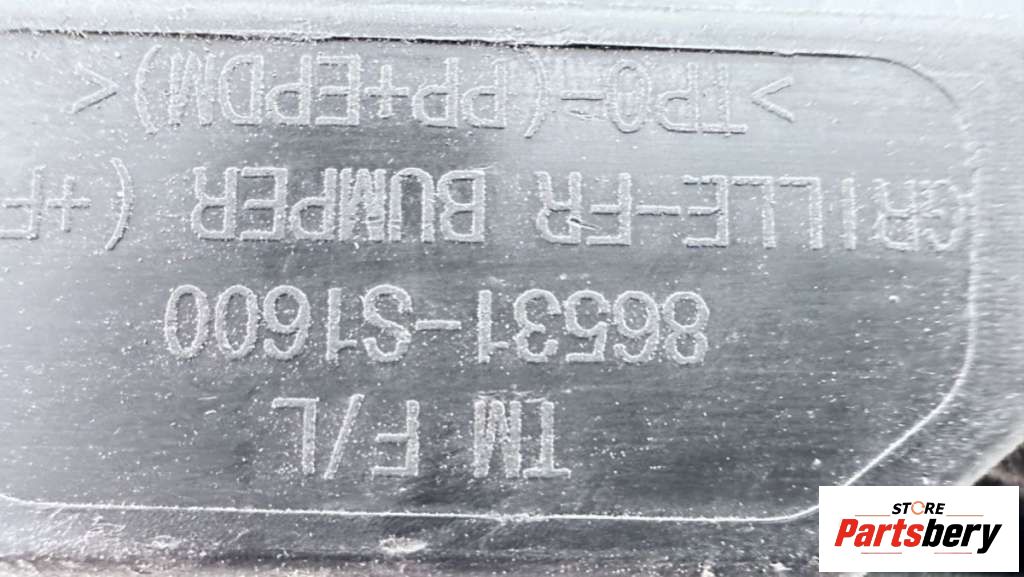 TM F/L
86531-S1600
GRILLE-FR BUMPER (+F
>TPO-(PP+EPDM)<
STORE
Partsbery